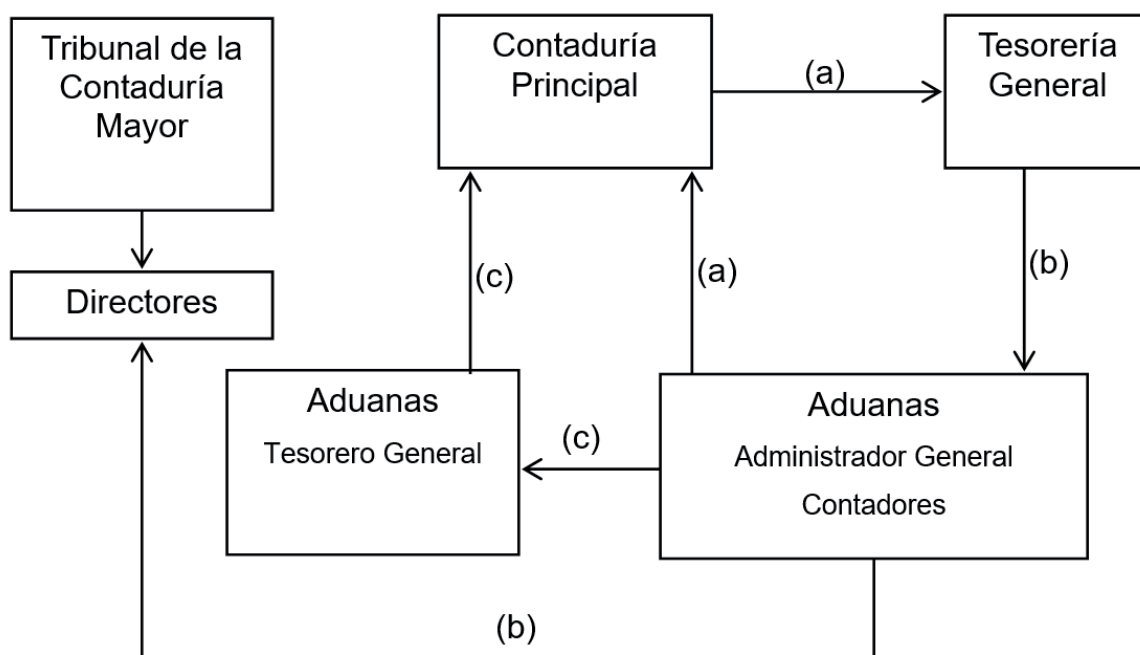 Tribunal de la
Contaduría
Mayor
Contaduría
Principal
(a)
Tesorería
General
Directores
(c)
(a)
(b)
Aduanas
Tesorero General
(c)
Aduanas
Administrador General
Contadores
(b)